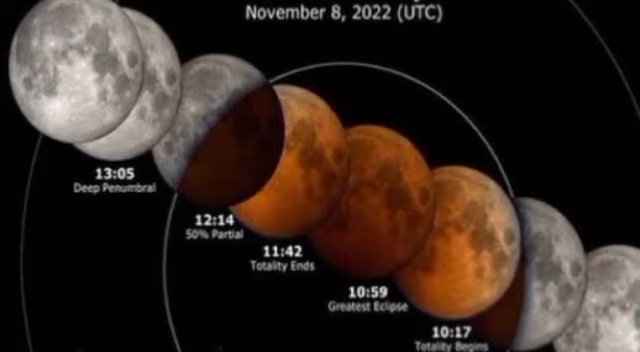 November 8, 2022 (UTC)
13:05
Deep Penumbral
12:14
50% Partial
11:42
Totality Ends
10:59
Greatest Eclipse
10:17
Totality Begins